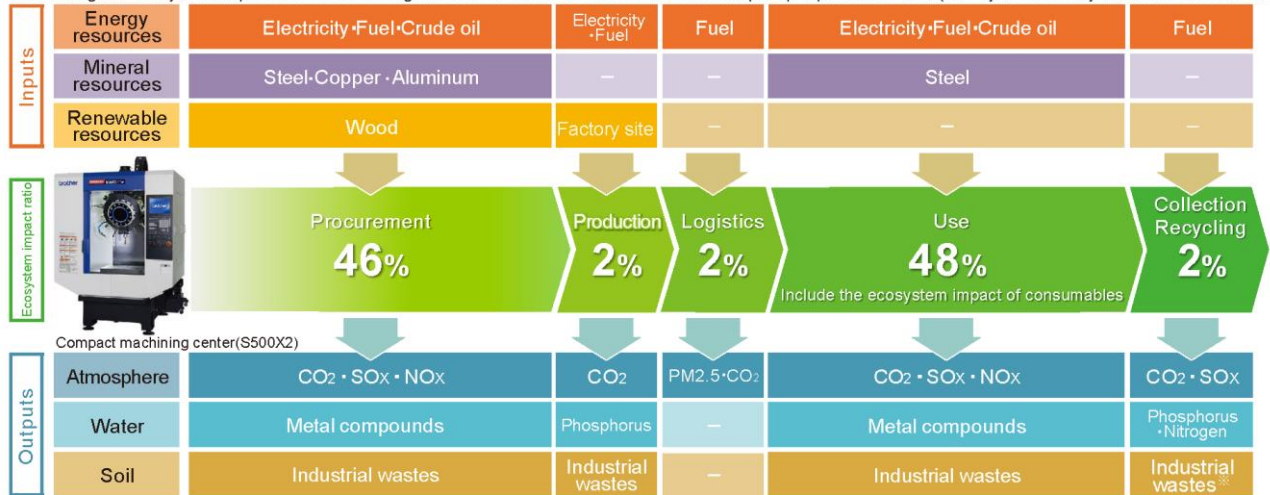 Inputs
Energy
resources
Electricity・Fuel・Crude oil
Electricity
・Fuel
Fuel
Electricity・Fuel・Crude oil
Fuel
Mineral
resources
Steel・Copper・Aluminum
–
–
Steel
–
Renewable
resources
Wood
Factory site
–
–
–
Ecosystem impact ratio
brother
Procurement
46%
Production
2%
Logistics
2%
Use
48%
Include the ecosystem impact of consumables
Collection
Recycling
2%
Compact machining center(S500X2)
Outputs
Atmosphere
CO2・SOX・NOX
CO2
PM2.5・CO2
CO2・SOX・NOX
CO2・SOX
Water
Metal compounds
Phosphorus
–
Metal compounds
Phosphorus
・Nitrogen
Soil
Industrial wastes
Industrial
wastes
–
Industrial wastes
Industrial
wastes※